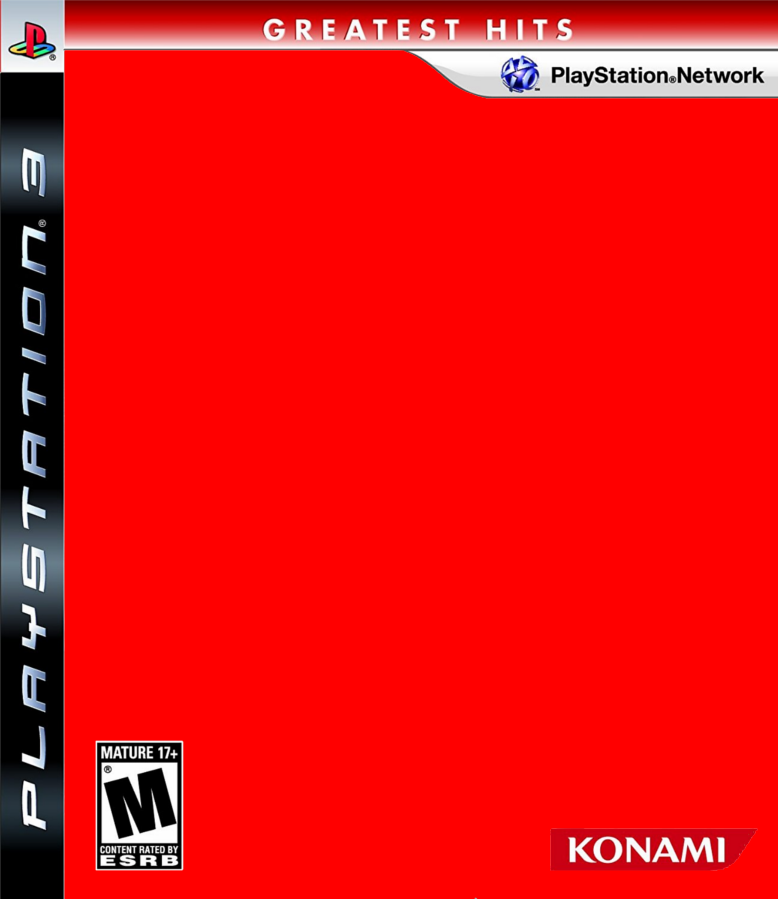 GREATEST HITS
PlayStation®Network
PLAYSTATION® 3
MATURE 17+
M
®
CONTENT RATED BY
ESRB
KONAMI